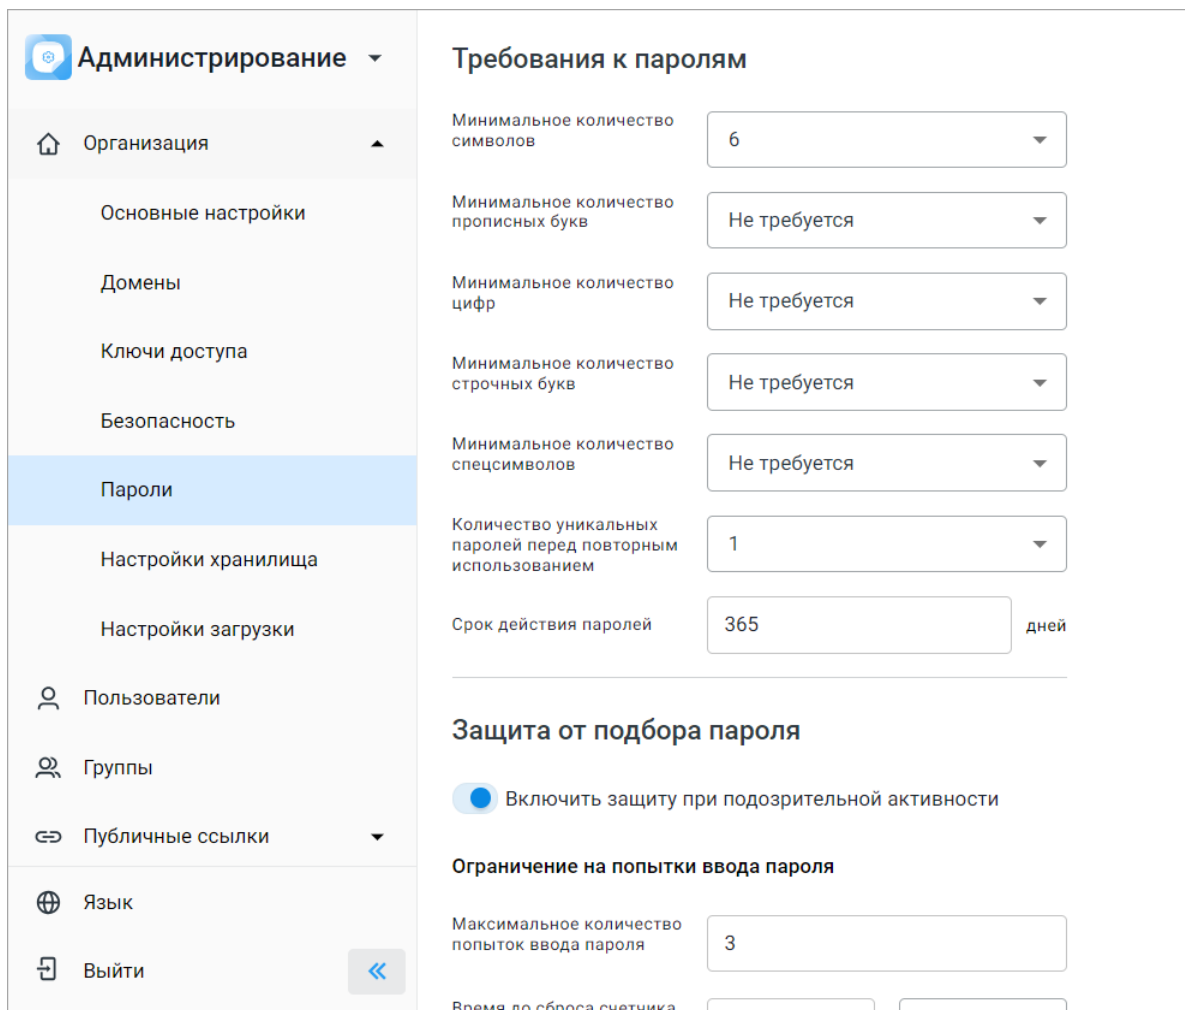 Администрирование
Организация
Основные настройки
Домены
Ключи доступа
Безопасность
Пароли
Настройки хранилища
Настройки загрузки
Пользователи
Группы
Публичные ссылки
Язык
Выйти
Требования к паролям
Минимальное количество
символов
6
Минимальное количество
прописных букв
Не требуется
Минимальное количество
цифр
Не требуется
Минимальное количество
строчных букв
Не требуется
Минимальное количество
спецсимволов
Не требуется
Количество уникальных
паролей перед повторным
использованием
1
Срок действия паролей
365
дней
Защита от подбора пароля
Включить защиту при подозрительной активности
Ограничение на попытки ввода пароля
Максимальное количество
попыток ввода пароля
3
Время до сброса счетчика